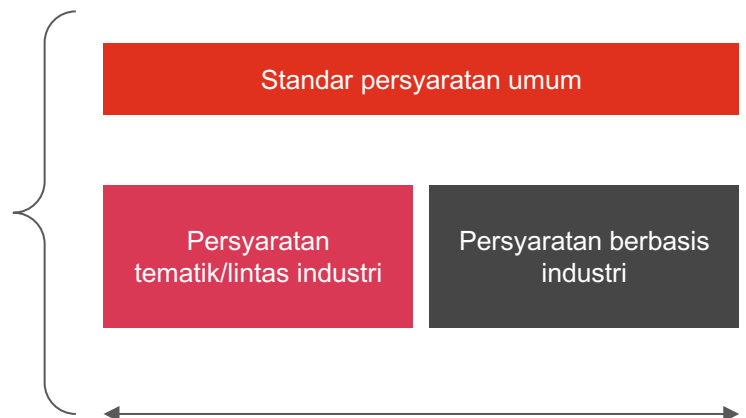 Standar persyaratan umum
Persyaratan
tematik/lintas industri
Persyaratan berbasis
industri